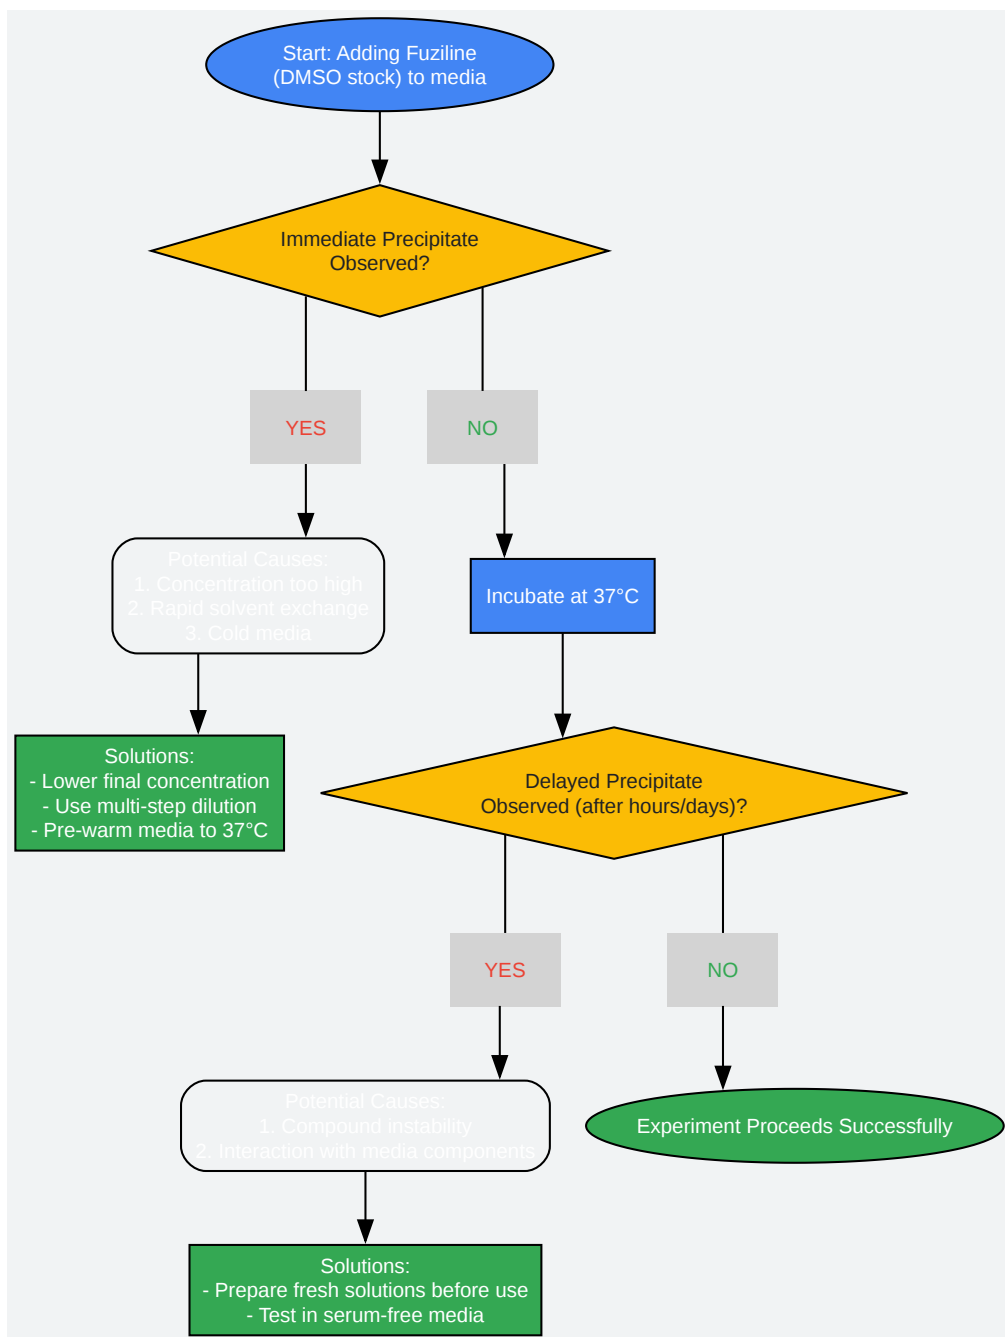 Start: Adding Fuziline
(DMSO stock) to media
Immediate Precipitate
Observed?
YES
NO
Potential Causes:
1. Concentration too high
2. Rapid solvent exchange
3. Cold media
Incubate at 37°C
Solutions:
- Lower final concentration
- Use multi-step dilution
- Pre-warm media to 37°C
Delayed Precipitate
Observed (after hours/days)?
YES
NO
Potential Causes:
1. Compound instability
2. Interaction with media components
Experiment Proceeds Successfully
Solutions:
- Prepare fresh solutions before use
- Test in serum-free media